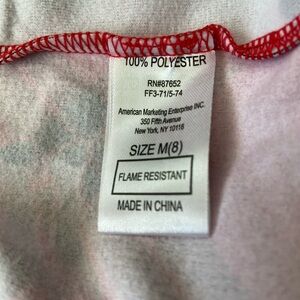 100% POLYESTER
RN#87652
FF3-71/5-74
American Marketing Enterprise INC.
350 Fifth Avenue
New York, NY 10116
SIZE M(8)
FLAME RESISTANT
MADE IN CHINA